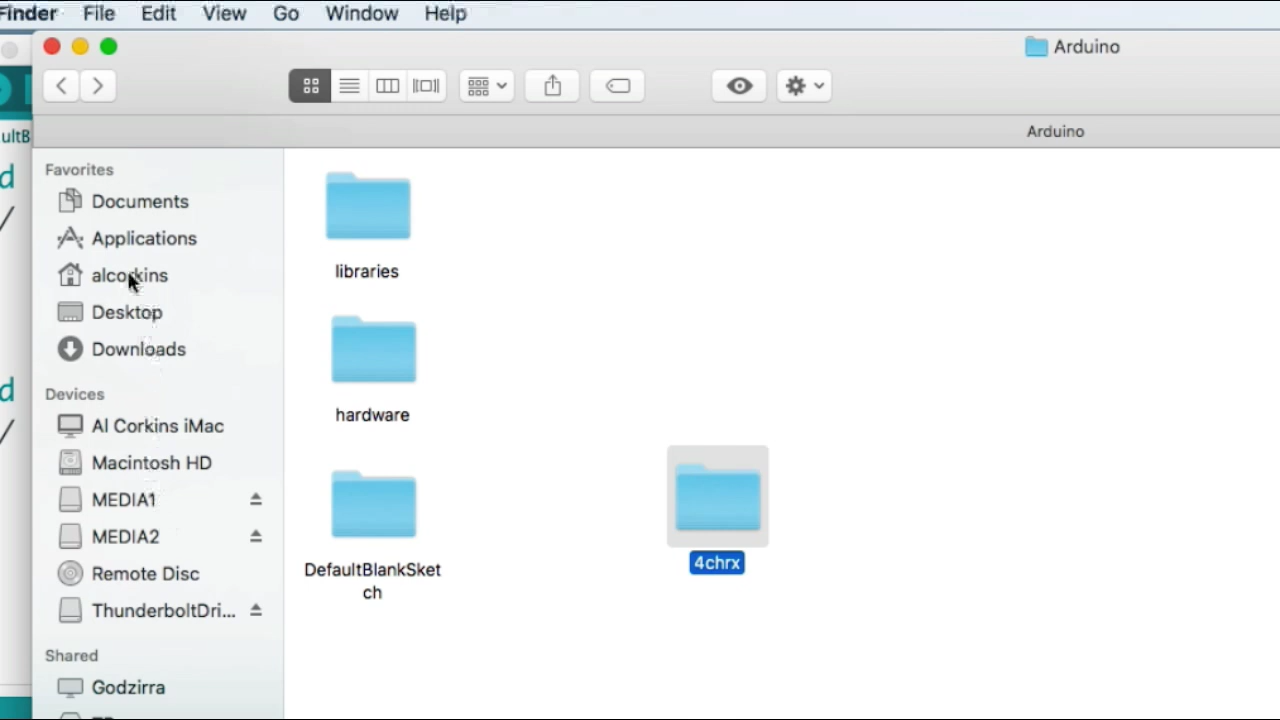 Finder File Edit View Go Window Help
Arduino
ultB
Arduino
d
/
Favorites
Documents
Applications
alcorkins
Desktop
Downloads
libraries
hardware
d
/
Devices
Al Corkins iMac
Macintosh HD
MEDIA1
MEDIA2
Remote Disc
ThunderboltDri...
4chrx
DefaultBlankSket
ch
Shared
Godzirra